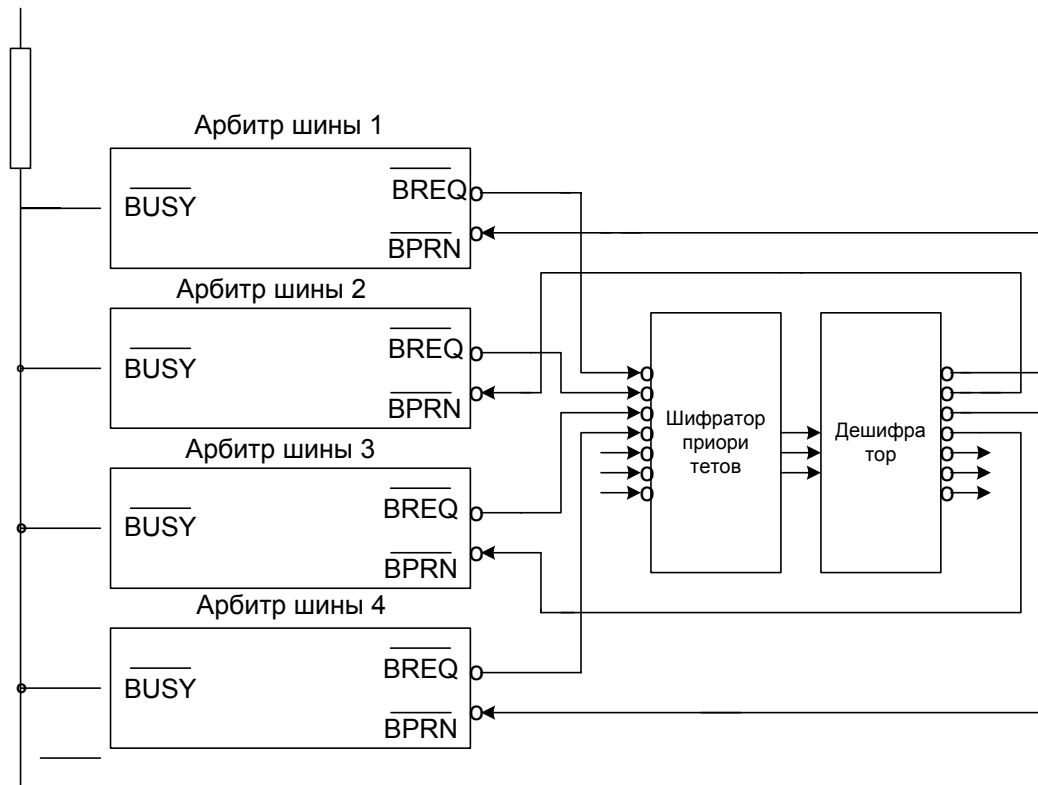 Арбитр шины 1
BUSY
BREQ
BPRN
Арбитр шины 2
BUSY
BREQ
BPRN
Арбитр шины 3
BUSY
BREQ
BPRN
Арбитр шины 4
BUSY
BREQ
BPRN
Шифратор
приори
тетов
Дешифра
тор